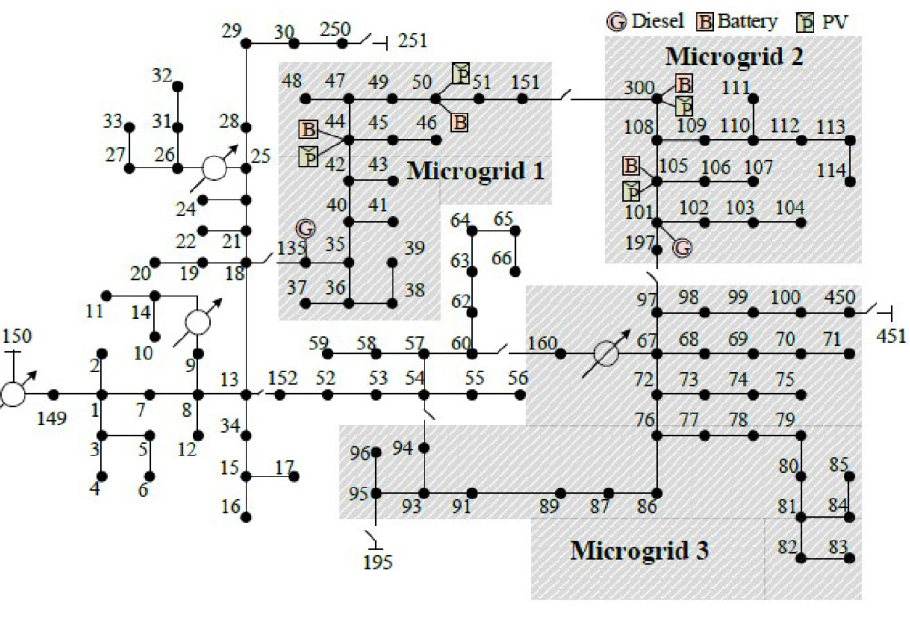 G Diesel B Battery P PV
29 30 250 251
Microgrid 2
32
48 47 49 50 P 51 151
300 B 111
P
33 31 28
B 44 45 46 B
108 109 110 112 113
27 26 25
P 42 43 Microgrid 1
B 105 106 107 114
P
24
40 41
64 65
101 102 103 104
22 21
G
135 35 39
63 66
197 G
20 19 18
11 14
37 36 38
62
97 98 99 100 450
451
150
2 10 9
59 58 57 60 160
67 68 69 70 71
13 152 52 53 54 55 56
72 73 74 75
149 1 7 8
34
76 77 78 79
3 5 12
96 94
80 85
15 17
4 6
95 93 91 89 87 86
81 84
16
Microgrid 3
82 83
195